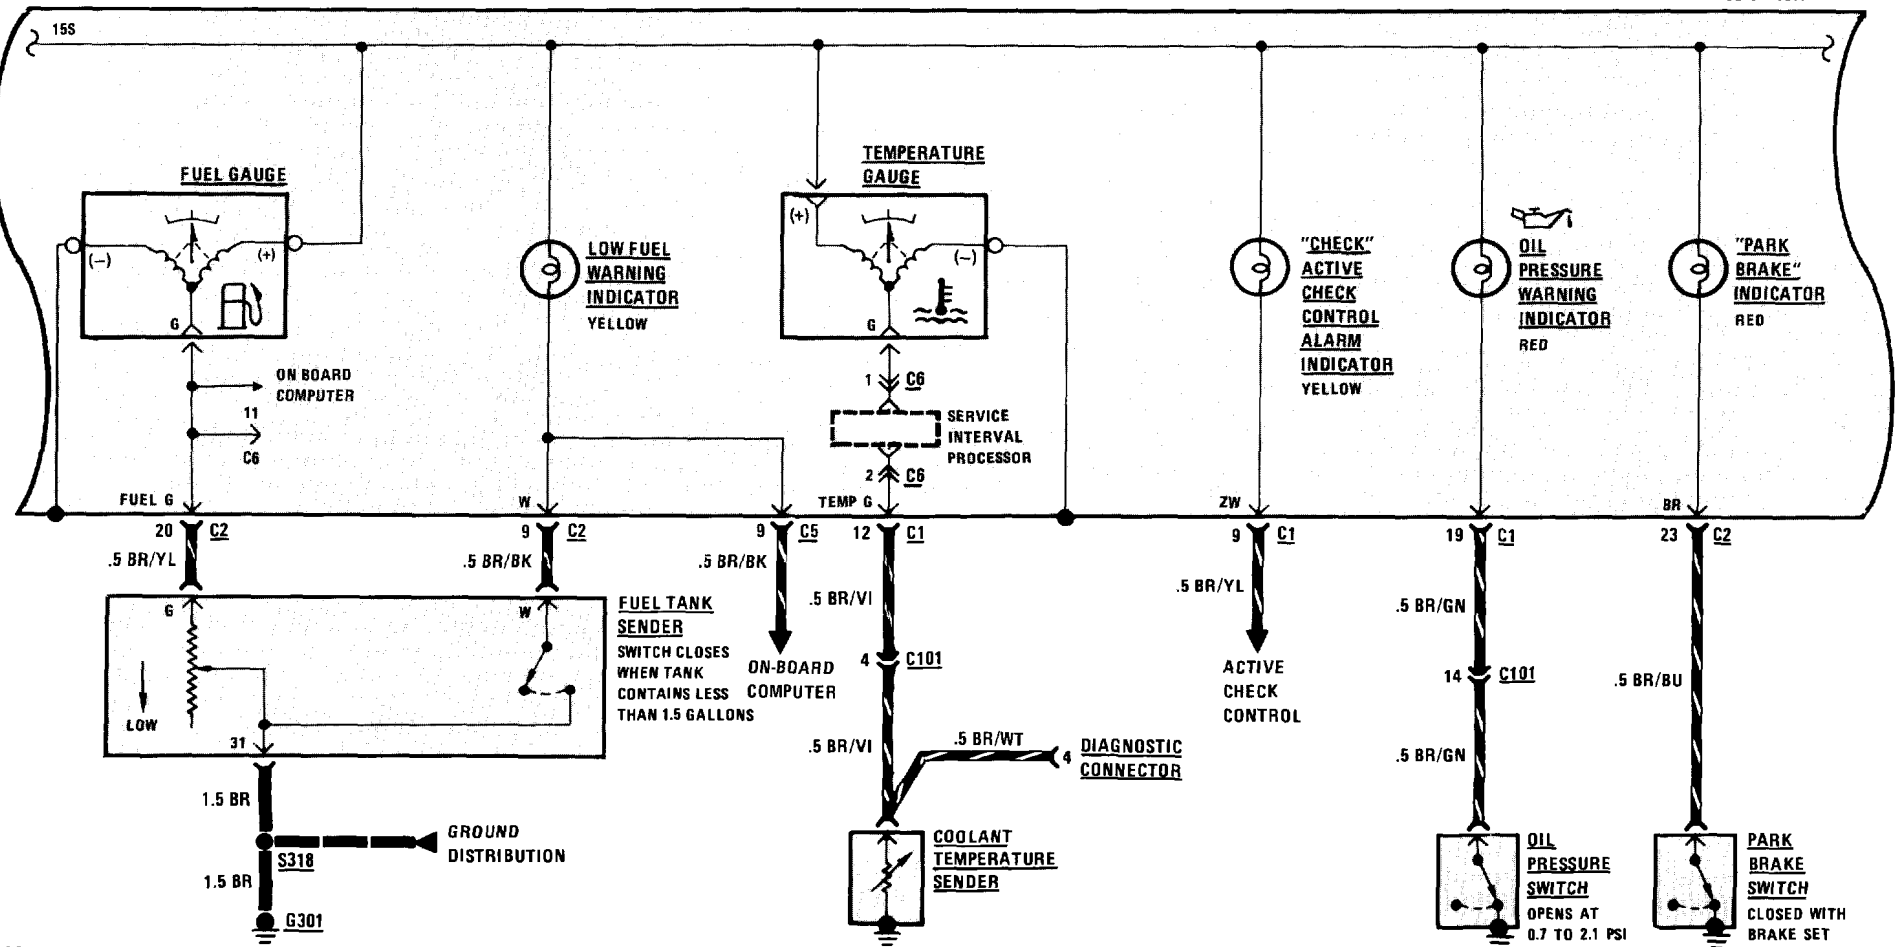 15S
FUEL GAUGE
(−)
(+)
G
ON BOARD
COMPUTER
11
C6
FUEL G
LOW FUEL
WARNING
INDICATOR
YELLOW
W
TEMPERATURE
GAUGE
(+)
(−)
G
1 C6
SERVICE
INTERVAL
PROCESSOR
2 C6
TEMP G
"CHECK"
ACTIVE
CHECK
CONTROL
ALARM
INDICATOR
YELLOW
ZW
OIL
PRESSURE
WARNING
INDICATOR
RED
"PARK
BRAKE"
INDICATOR
RED
BR
20 C2
.5 BR/YL
9 C2
.5 BR/BK
9 C5
.5 BR/BK
12 C1
.5 BR/VI
9 C1
.5 BR/YL
19 C1
.5 BR/GN
23 C2
.5 BR/BU
G
LOW
31
W
FUEL TANK
SENDER
SWITCH CLOSES
WHEN TANK
CONTAINS LESS
THAN 1.5 GALLONS
ON-BOARD
COMPUTER
4 C101
.5 BR/VI
.5 BR/WT
4 DIAGNOSTIC
CONNECTOR
ACTIVE
CHECK
CONTROL
14 C101
.5 BR/GN
1.5 BR
S318
GROUND
DISTRIBUTION
1.5 BR
G301
COOLANT
TEMPERATURE
SENDER
OIL
PRESSURE
SWITCH
OPENS AT
0.7 TO 2.1 PSI
PARK
BRAKE
SWITCH
CLOSED WITH
BRAKE SET